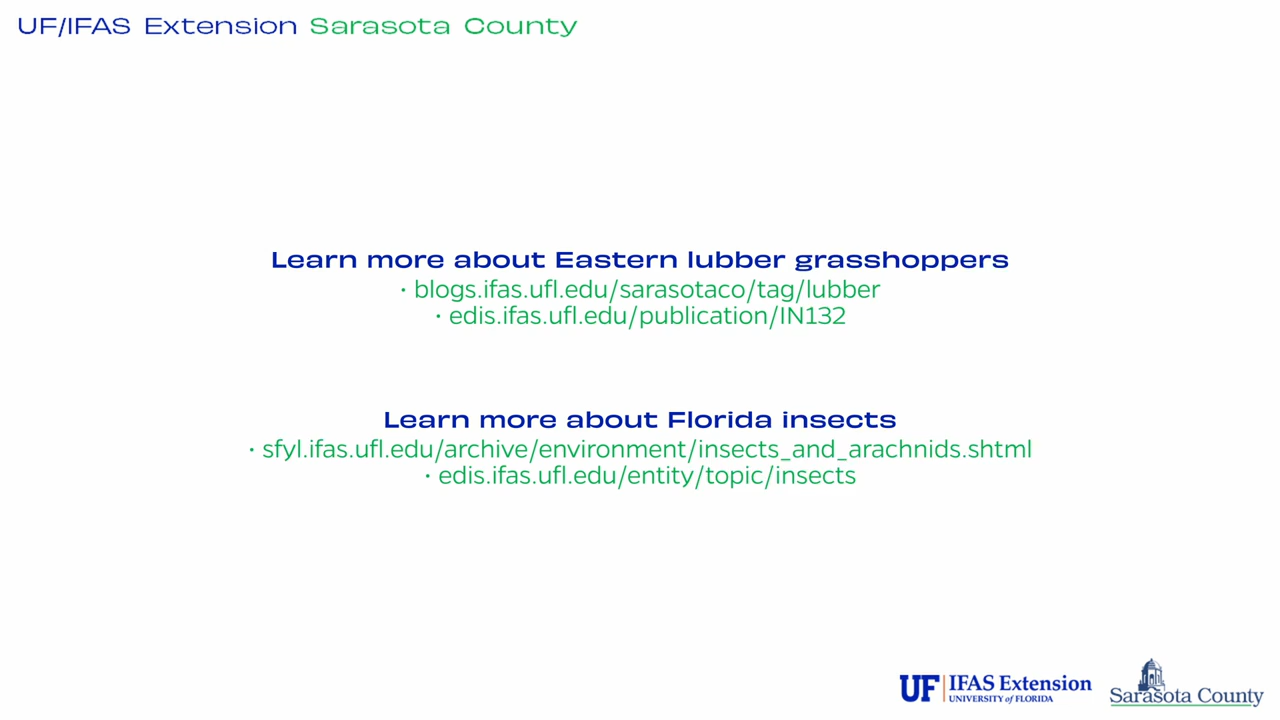 UF/IFAS Extension Sarasota County
Learn more about Eastern lubber grasshoppers
· blogs.ifas.ufl.edu/sarasotaco/tag/lubber
· edis.ifas.ufl.edu/publication/IN132
Learn more about Florida insects
· sfyl.ifas.ufl.edu/archive/environment/insects_and_arachnids.shtml
· edis.ifas.ufl.edu/entity/topic/insects
UF IFAS Extension
UNIVERSITY of FLORIDA
Sarasota County